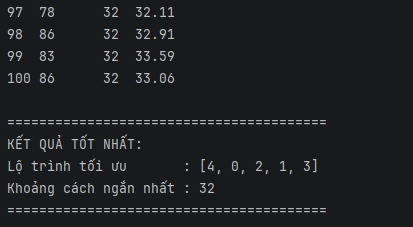 97  78      32  32.11
98  86      32  32.91
99  83      32  33.59
100 86      32  33.06
========================================
KẾT QUẢ TỐT NHẤT:
Lộ trình tối ưu       : [4, 0, 2, 1, 3]
Khoảng cách ngắn nhất : 32
========================================